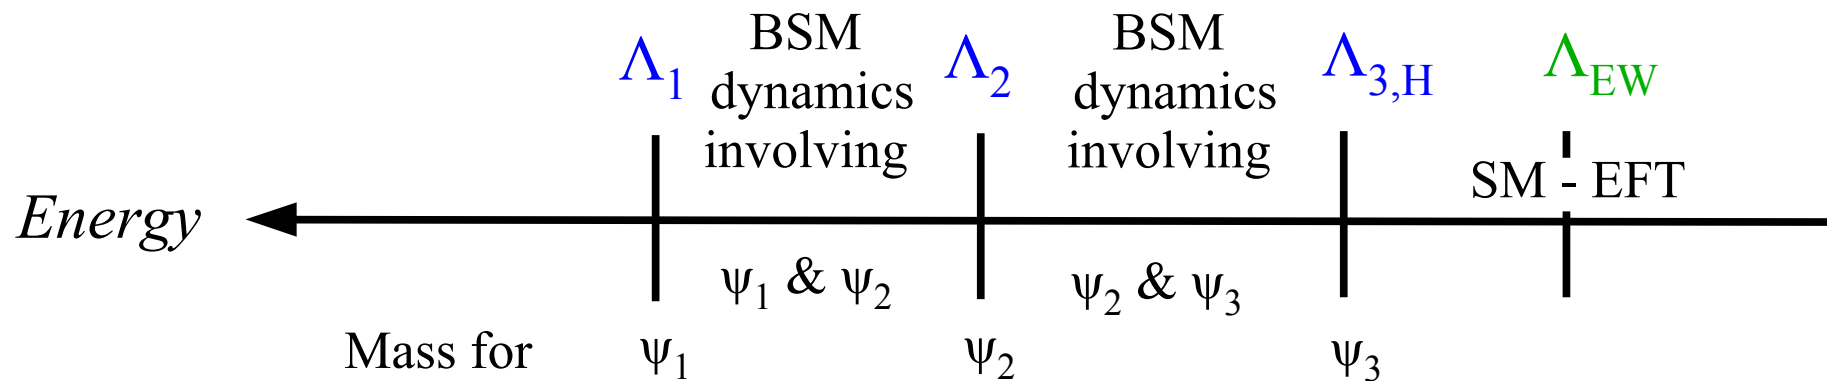 Λ1
BSM
dynamics
involving
Λ2
BSM
dynamics
involving
Λ3,H
ΛEW
SM - EFT
Energy
ψ1 & ψ2
ψ2 & ψ3
Mass for
ψ1
ψ2
ψ3